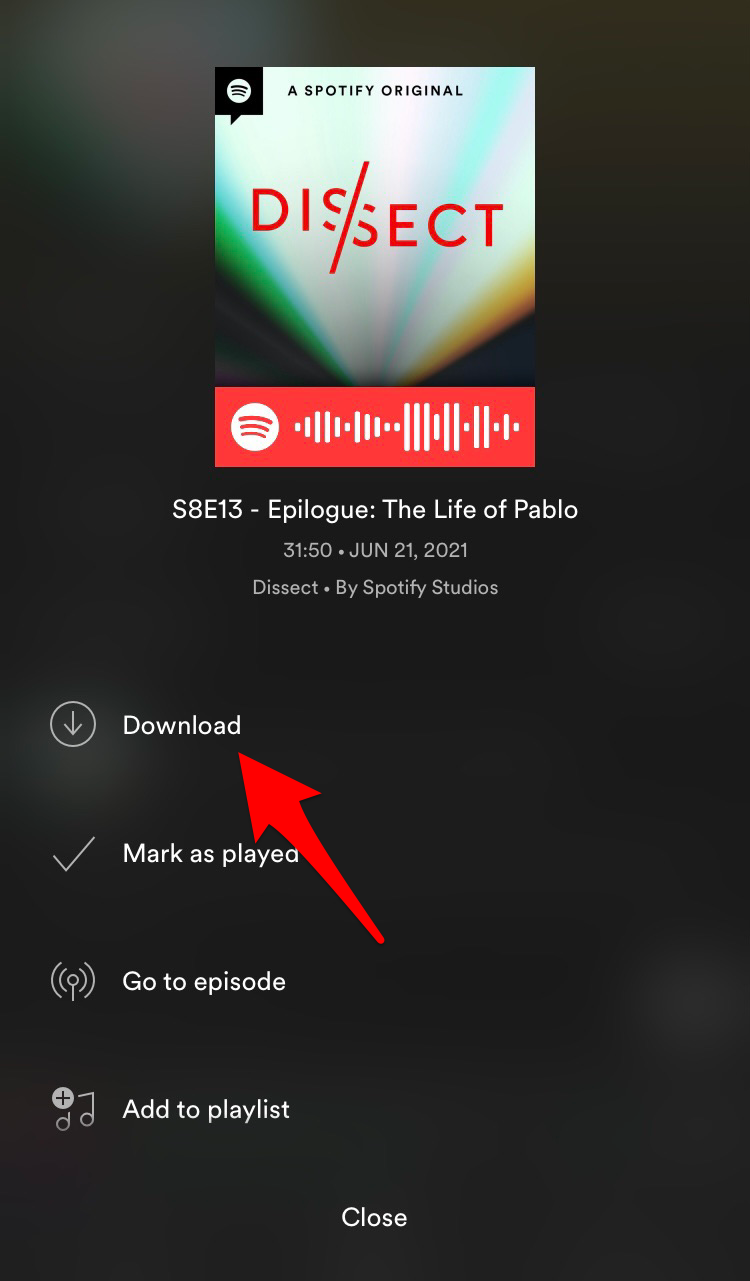 A SPOTIFY ORIGINAL
DISSECT
S8E13 - Epilogue: The Life of Pablo
31:50 • JUN 21, 2021
Dissect • By Spotify Studios
Download
Mark as played
Go to episode
Add to playlist
Close